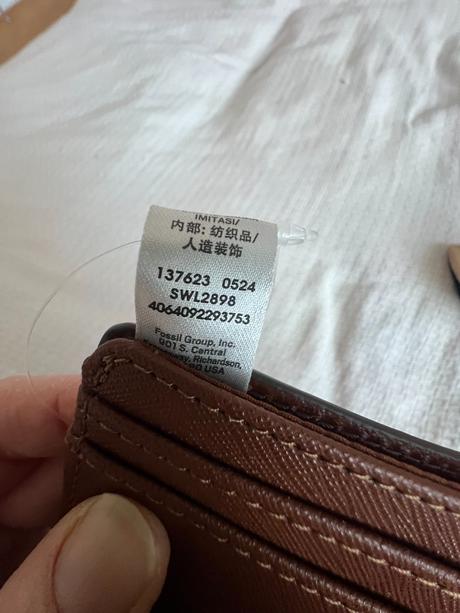 IMITASI/
内部: 纺织品/
人造装饰
137623 0524
SWL2898
4064092293753
Fossil Group, Inc.
901 S. Central
Richardson,
USA